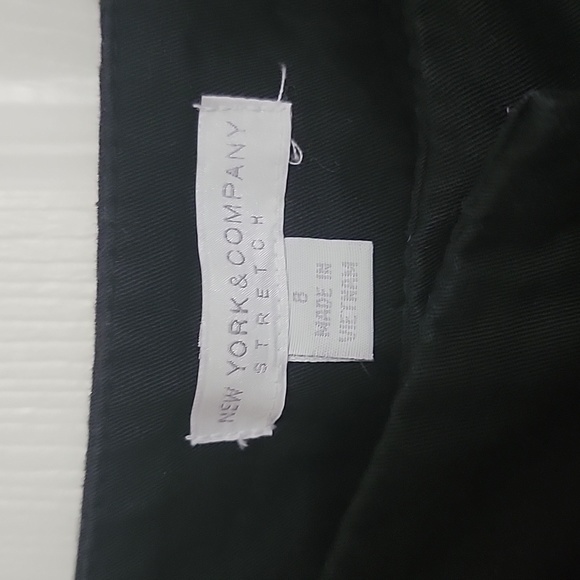 NEW YORK & COMPANY
STRETCH
8
MADE IN
VIETNAM